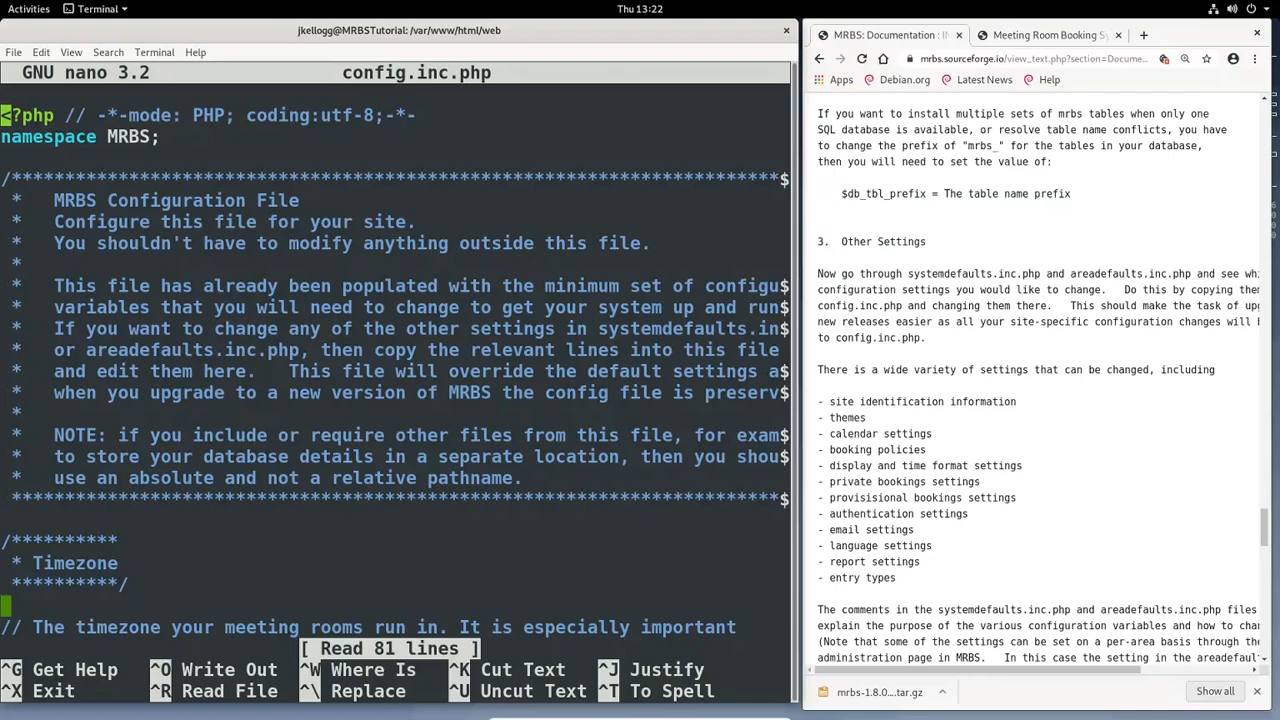 Activities
Terminal
Thu 13:22
jkellogg@MRBSTutorial: /var/www/html/web
File Edit View Search Terminal Help
GNU nano 3.2 config.inc.php
<?php // -*-mode: PHP; coding:utf-8;-*-
namespace MRBS;
/**************************************************************************$
* MRBS Configuration File
* Configure this file for your site.
* You shouldn't have to modify anything outside this file.
*
* This file has already been populated with the minimum set of configu$
* variables that you will need to change to get your system up and run$
* If you want to change any of the other settings in systemdefaults.in$
* or areadefaults.inc.php, then copy the relevant lines into this file $
* and edit them here. This file will override the default settings a$
* when you upgrade to a new version of MRBS the config file is preserv$
*
* NOTE: if you include or require other files from this file, for exam$
* to store your database details in a separate location, then you shou$
* use an absolute and not a relative pathname.
**************************************************************************$
/**********
* Timezone
**********/
// The timezone your meeting rooms run in. It is especially important
[ Read 81 lines ]
^G Get Help ^O Write Out ^W Where Is ^K Cut Text ^J Justify
^X Exit ^R Read File ^\ Replace ^U Uncut Text ^T To Spell
MRBS: Documentation : IN
Meeting Room Booking Sy
mrbs.sourceforge.io/view_text.php?section=Docume...
Apps Debian.org Latest News Help
If you want to install multiple sets of mrbs tables when only one
SQL database is available, or resolve table name conflicts, you have
to change the prefix of "mrbs_" for the tables in your database,
then you will need to set the value of:
$db_tbl_prefix = The table name prefix
3. Other Settings
Now go through systemdefaults.inc.php and areadefaults.inc.php and see whi
configuration settings you would like to change. Do this by copying them
config.inc.php and changing them there. This should make the task of upg
new releases easier as all your site-specific configuration changes will b
to config.inc.php.
There is a wide variety of settings that can be changed, including
- site identification information
- themes
- calendar settings
- booking policies
- display and time format settings
- private bookings settings
- provisisional bookings settings
- authentication settings
- email settings
- language settings
- report settings
- entry types
The comments in the systemdefaults.inc.php and areadefaults.inc.php files
explain the purpose of the various configuration variables and how to chan
(Note that some of the settings can be set on a per-area basis through the
administration page in MRBS. In this case the setting in the areadefault
mrbs-1.8.0....tar.gz
Show all